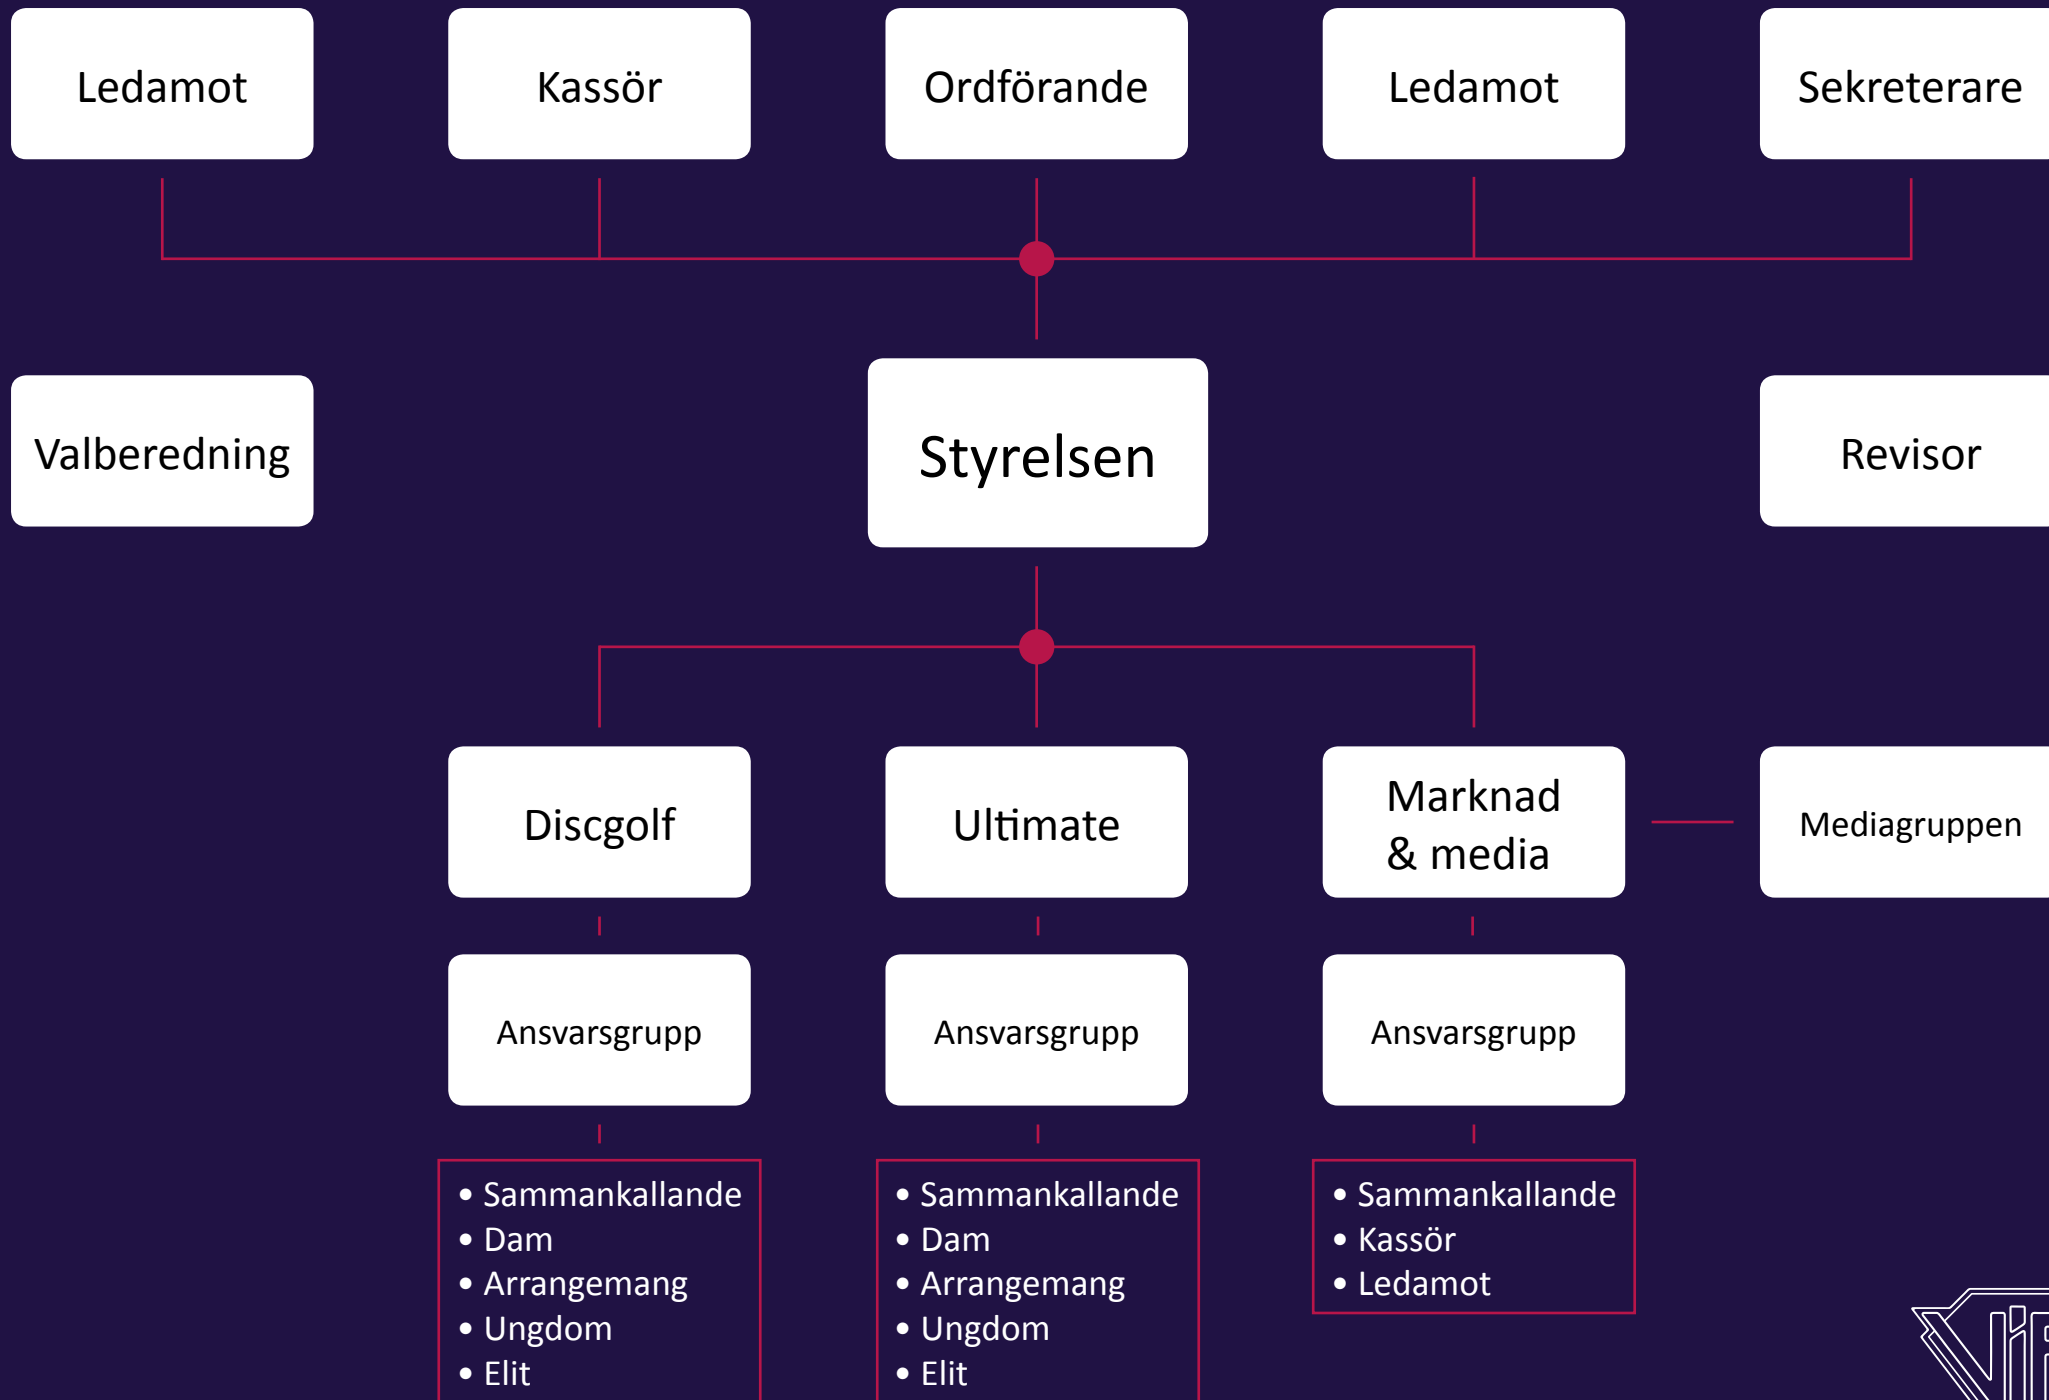 Ledamot
Kassör
Ordförande
Ledamot
Sekreterare
Valberedning
Styrelsen
Revisor
Discgolf
Ultimate
Marknad
& media
Mediagruppen
Ansvarsgrupp
Ansvarsgrupp
Ansvarsgrupp
• Sammankallande
• Dam
• Arrangemang
• Ungdom
• Elit
• Sammankallande
• Dam
• Arrangemang
• Ungdom
• Elit
• Sammankallande
• Kassör
• Ledamot